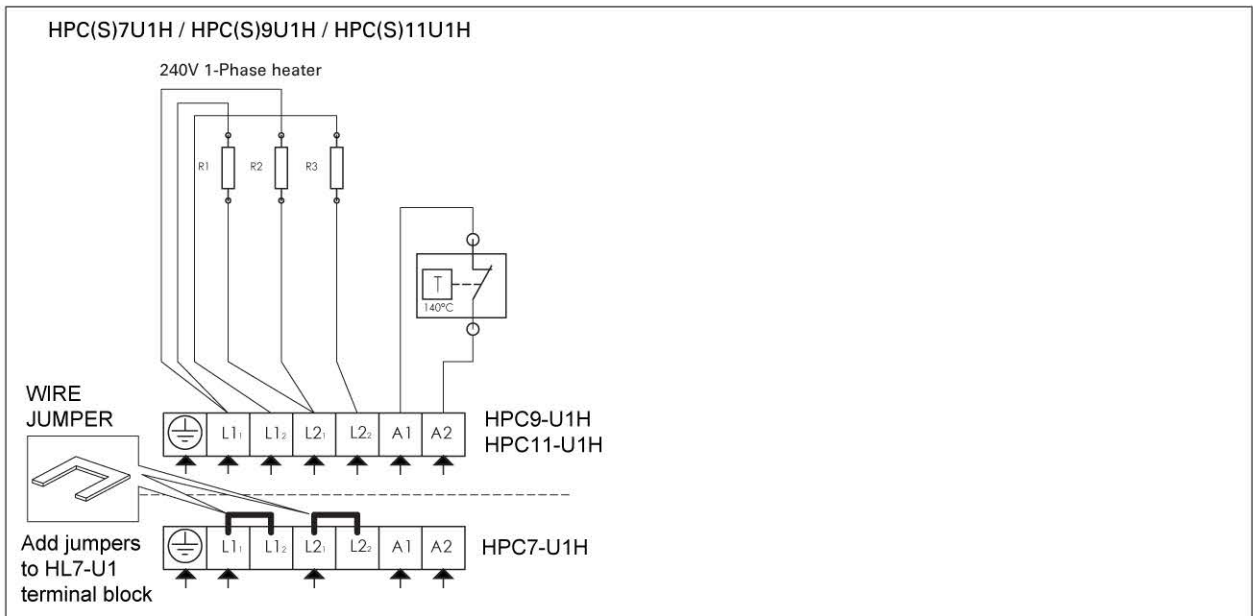 HPC(S)7U1H / HPC(S)9U1H / HPC(S)11U1H
240V 1-Phase heater
R1 R2 R3
T
140°C
WIRE
JUMPER
L1₁ L1₂ L2₁ L2₂ A1 A2
HPC9-U1H
HPC11-U1H
Add jumpers
to HL7-U1
terminal block
L1₁ L1₂ L2₁ L2₂ A1 A2
HPC7-U1H